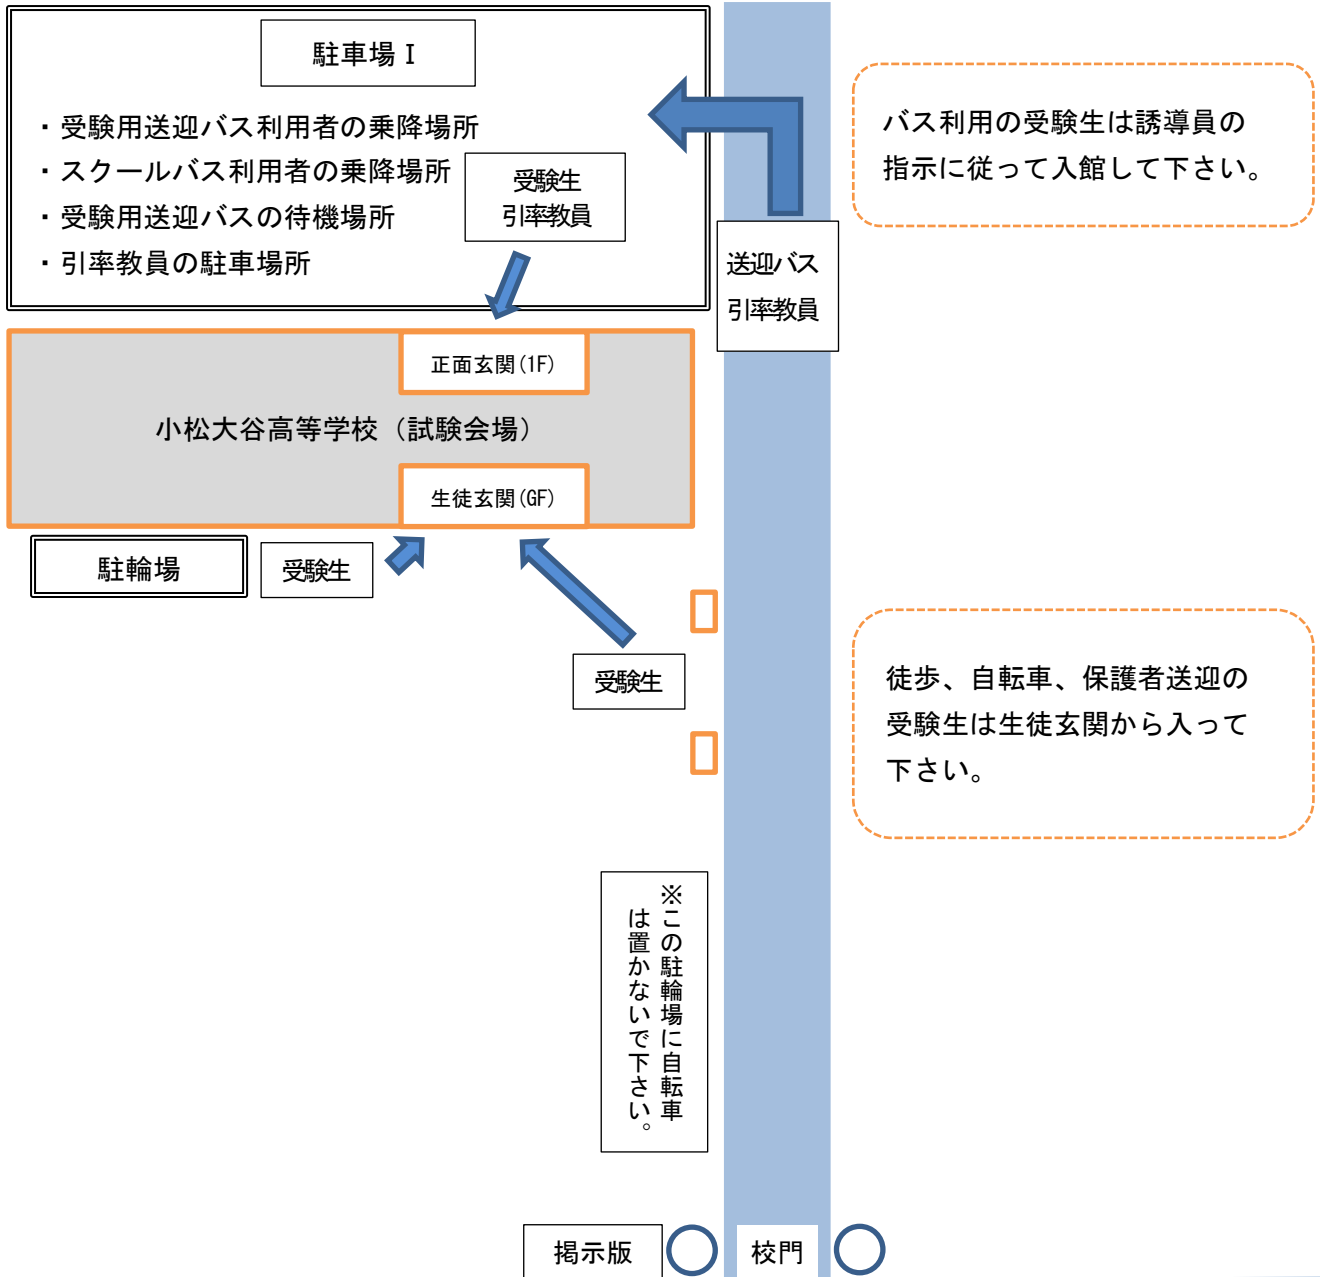 駐車場Ⅰ
・受験用送迎バス利用者の乗降場所
・スクールバス利用者の乗降場所
・受験用送迎バスの待機場所
・引率教員の駐車場所
受験生
引率教員
送迎バス
引率教員
バス利用の受験生は誘導員の
指示に従って入館して下さい。
正面玄関(1F)
小松大谷高等学校（試験会場）
生徒玄関(GF)
駐輪場
受験生
受験生
徒歩、自転車、保護者送迎の
受験生は生徒玄関から入って
下さい。
※この駐輪場に自転車
は置かないで下さい。
掲示版
校門